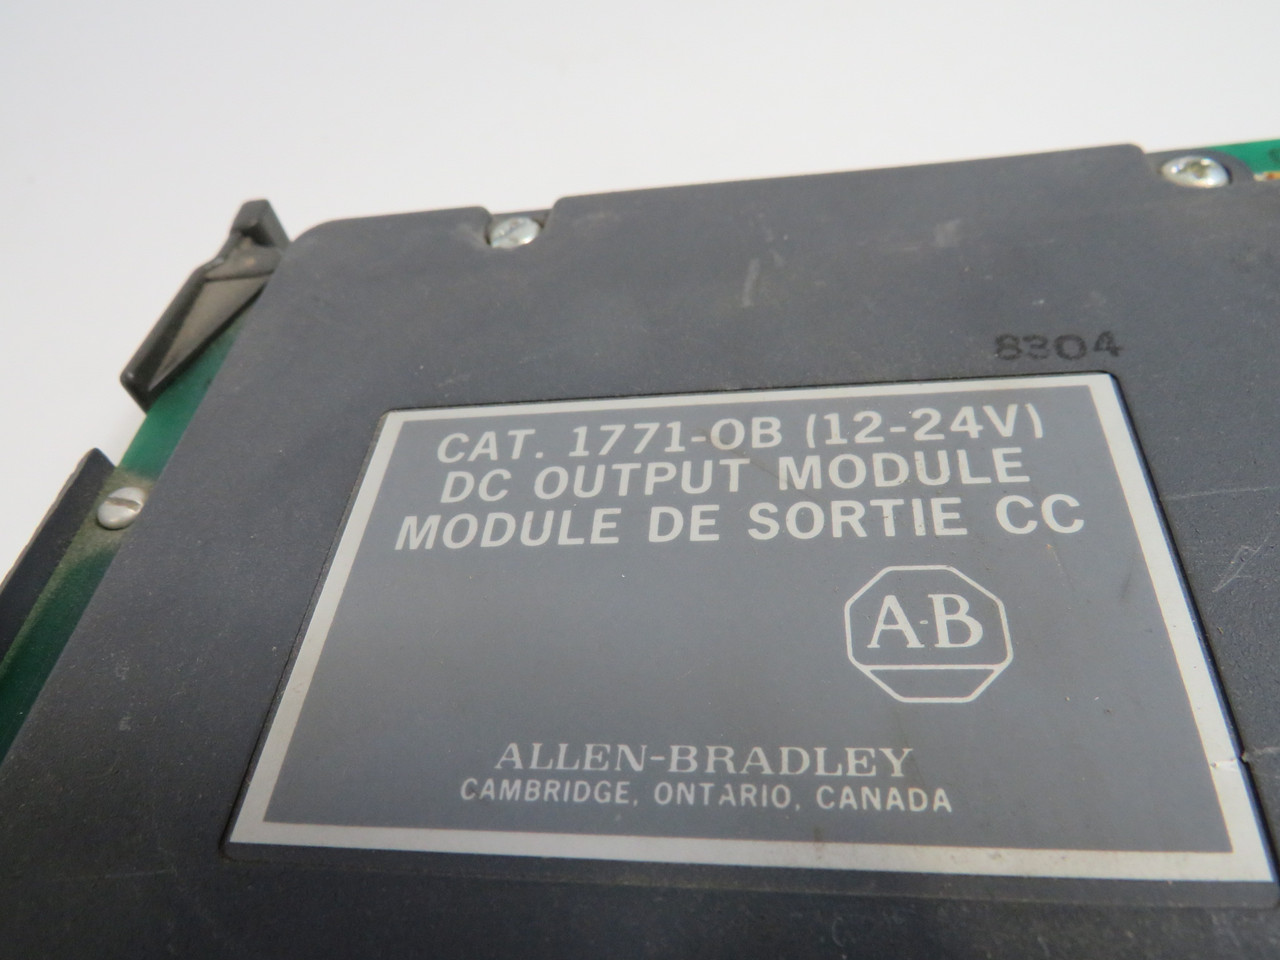 8304
CAT. 1771-OB (12-24V)
DC OUTPUT MODULE
MODULE DE SORTIE CC
A-B
ALLEN-BRADLEY
CAMBRIDGE, ONTARIO, CANADA